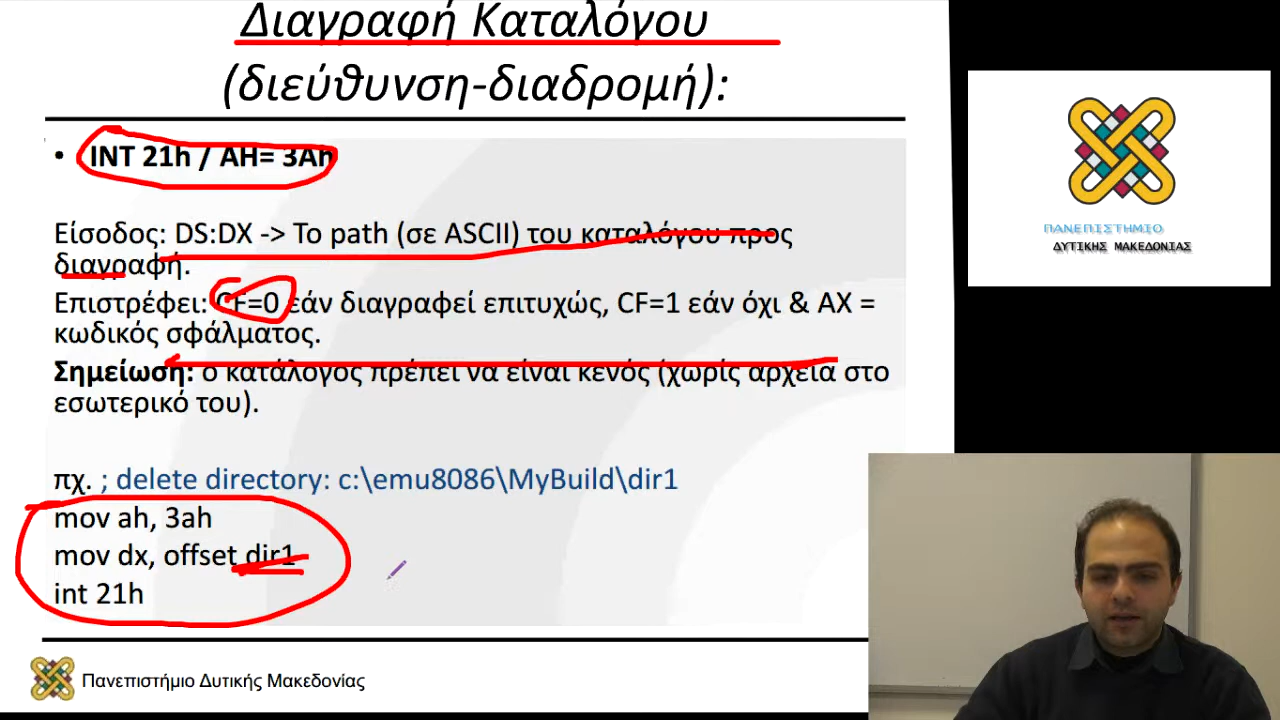 Διαγραφή Καταλόγου
(διεύθυνση-διαδρομή):
• INT 21h / AH= 3Ah
Είσοδος: DS:DX -> Το path (σε ASCII) του καταλόγου προς
διαγραφή.
Επιστρέφει: CF=0 εάν διαγραφεί επιτυχώς, CF=1 εάν όχι & AX =
κωδικός σφάλματος.
Σημείωση: ο κατάλογος πρέπει να είναι κενός (χωρίς αρχεία στο
εσωτερικό του).
πχ. ; delete directory: c:\emu8086\MyBuild\dir1
mov ah, 3ah
mov dx, offset dir1
int 21h
Πανεπιστήμιο Δυτικής Μακεδονίας
ΠΑΝΕΠΙΣΤΗΜΙΟ
ΔΥΤΙΚΗΣ ΜΑΚΕΔΟΝΙΑΣ